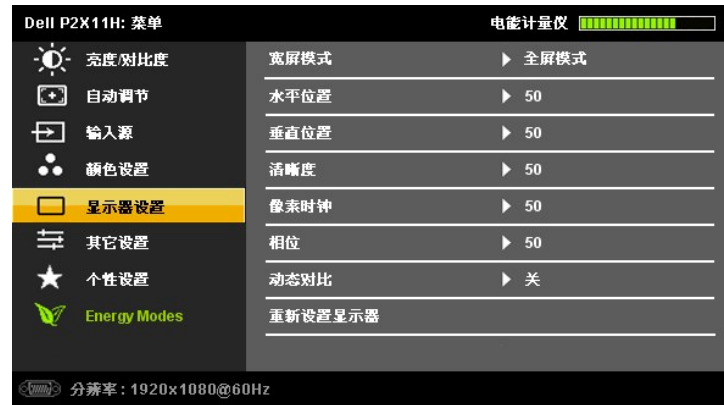 Dell P2X11H: 菜单
电能计量仪
亮度/对比度
自动调节
输入源
颜色设置
显示器设置
其它设置
个性设置
Energy Modes
宽屏模式 全屏模式
水平位置 50
垂直位置 50
清晰度 50
像素时钟 50
相位 50
动态对比 关
重新设置显示器
分辨率: 1920x1080@60Hz